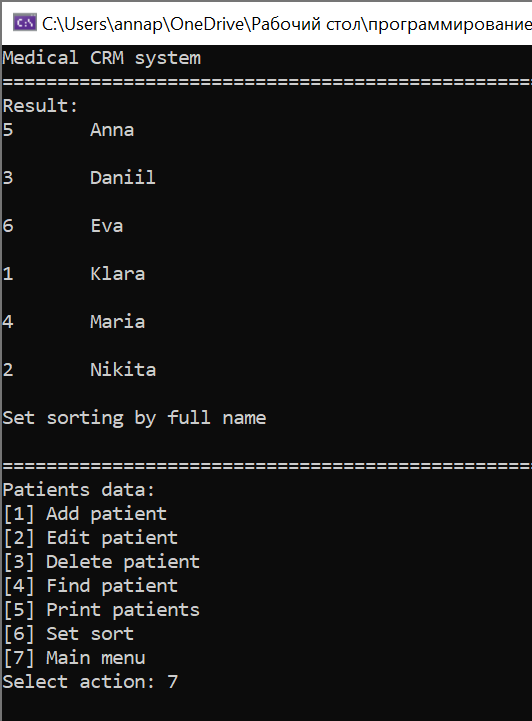 C:\Users\annap\OneDrive\Рабочий стол\программирование
Medical CRM system
=================================================
Result:
5       Anna
3       Daniil
6       Eva
1       Klara
4       Maria
2       Nikita
Set sorting by full name
=================================================
Patients data:
[1] Add patient
[2] Edit patient
[3] Delete patient
[4] Find patient
[5] Print patients
[6] Set sort
[7] Main menu
Select action: 7